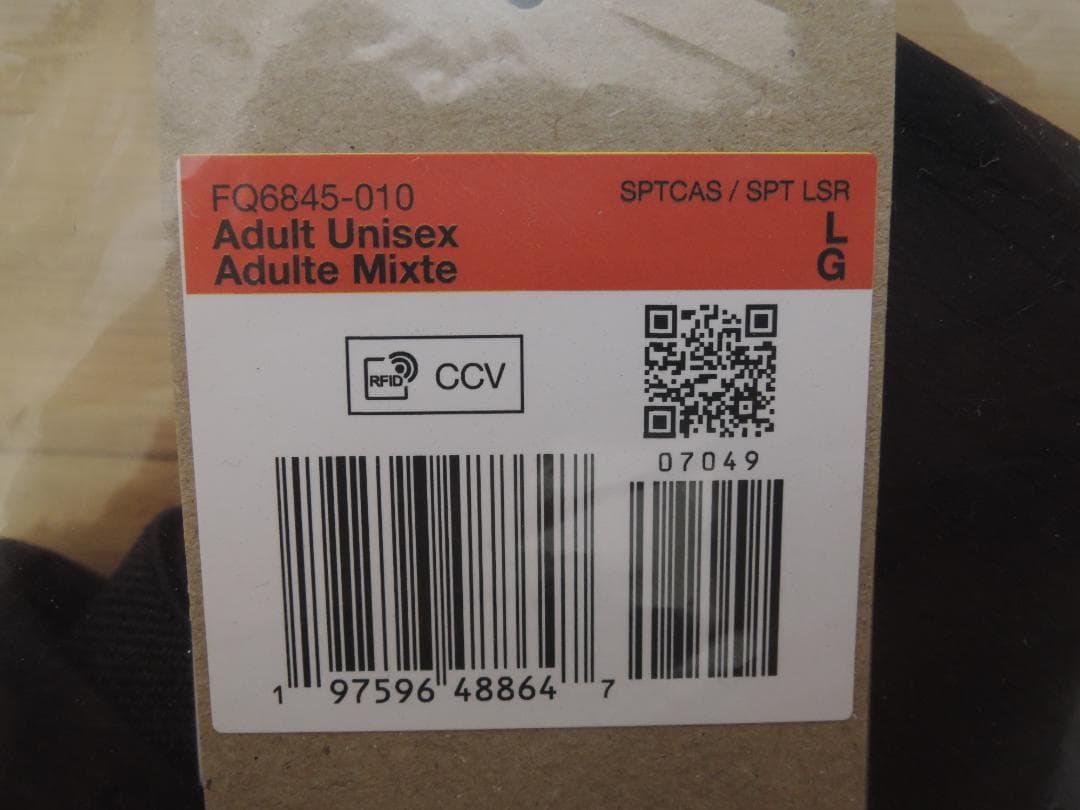 FQ6845-010
SPTCAS / SPT LSR
Adult Unisex
L
Adulte Mixte
G
RFID CCV
07049
1 97596 48864 7